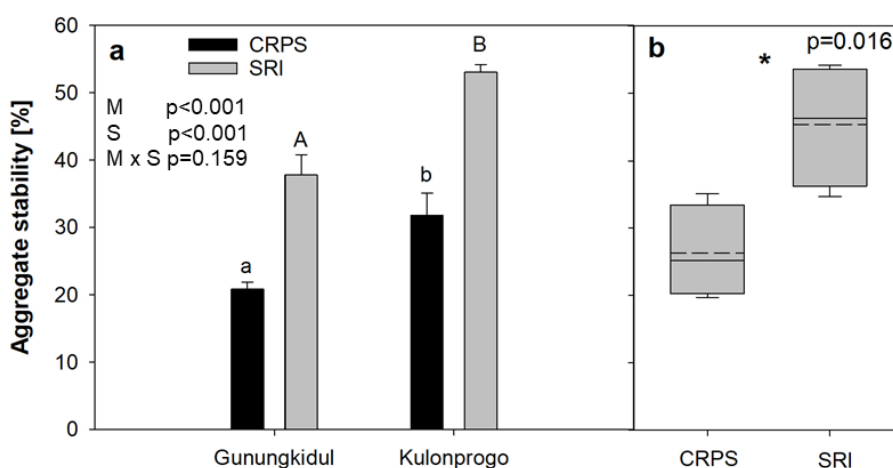 Aggregate stability [%]
60
50
40
30
20
10
0
a
CRPS
SRI
M p<0.001
S p<0.001
M x S p=0.159
a
A
b
B
Gunungkidul
Kulonprogo
b
p=0.016
*
CRPS
SRI